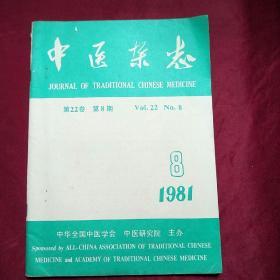 中医杂志
JOURNAL OF TRADITIONAL CHINESE MEDICINE
第22卷 第8期 Vol. 22 No. 8
8
1981
中华全国中医学会 中医研究院 主办
Sponsored by ALL-CHINA ASSOCIATION OF TRADITIONAL CHINESE
MEDICINE and ACADEMY OF TRADITIONAL CHINESE MEDICINE